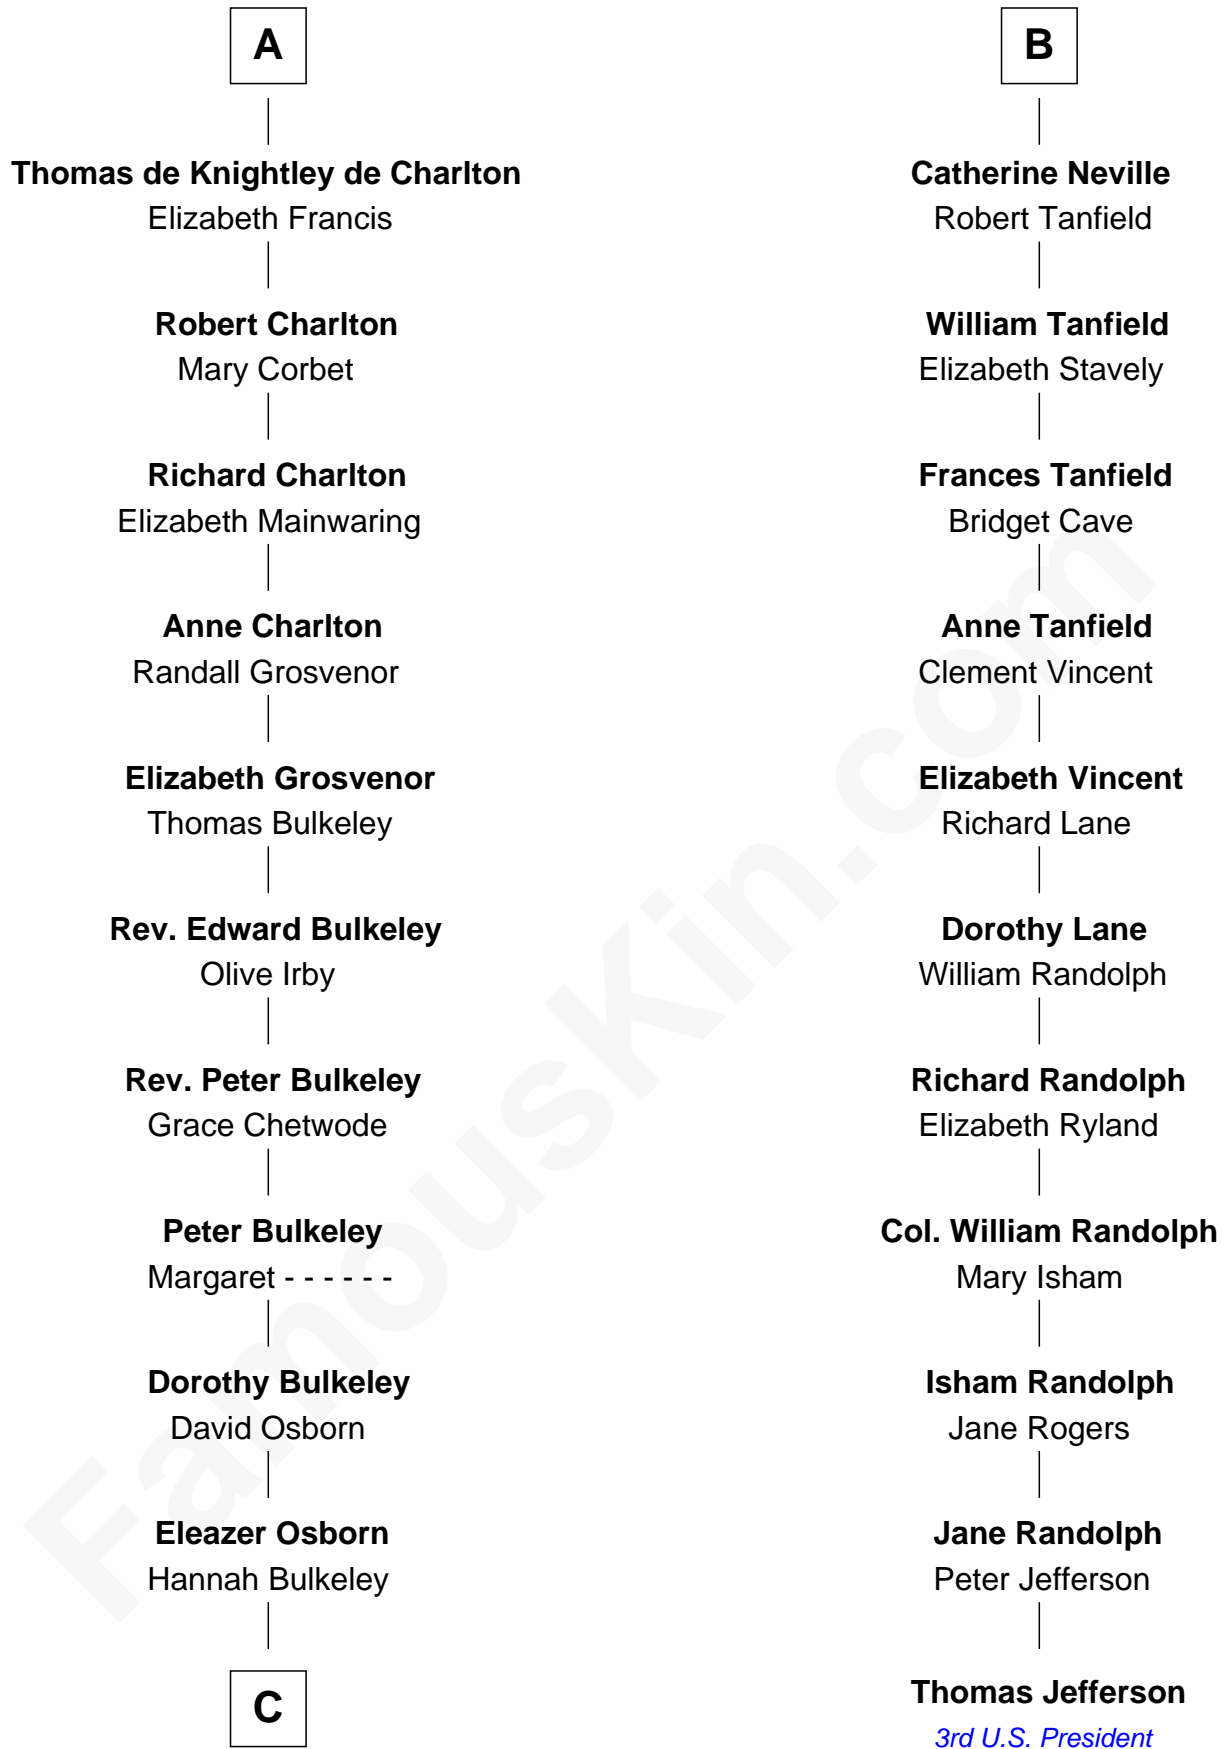 A
Thomas de Knightley de Charlton
Elizabeth Francis
Robert Charlton
Mary Corbet
Richard Charlton
Elizabeth Mainwaring
Anne Charlton
Randall Grosvenor
Elizabeth Grosvenor
Thomas Bulkeley
Rev. Edward Bulkeley
Olive Irby
Rev. Peter Bulkeley
Grace Chetwode
Peter Bulkeley
Margaret - - - - - -
Dorothy Bulkeley
David Osborn
Eleazer Osborn
Hannah Bulkeley
C
B
Catherine Neville
Robert Tanfield
William Tanfield
Elizabeth Stavely
Frances Tanfield
Bridget Cave
Anne Tanfield
Clement Vincent
Elizabeth Vincent
Richard Lane
Dorothy Lane
William Randolph
Richard Randolph
Elizabeth Ryland
Col. William Randolph
Mary Isham
Isham Randolph
Jane Rogers
Jane Randolph
Peter Jefferson
Thomas Jefferson
3rd U.S. President
FamousKin.com